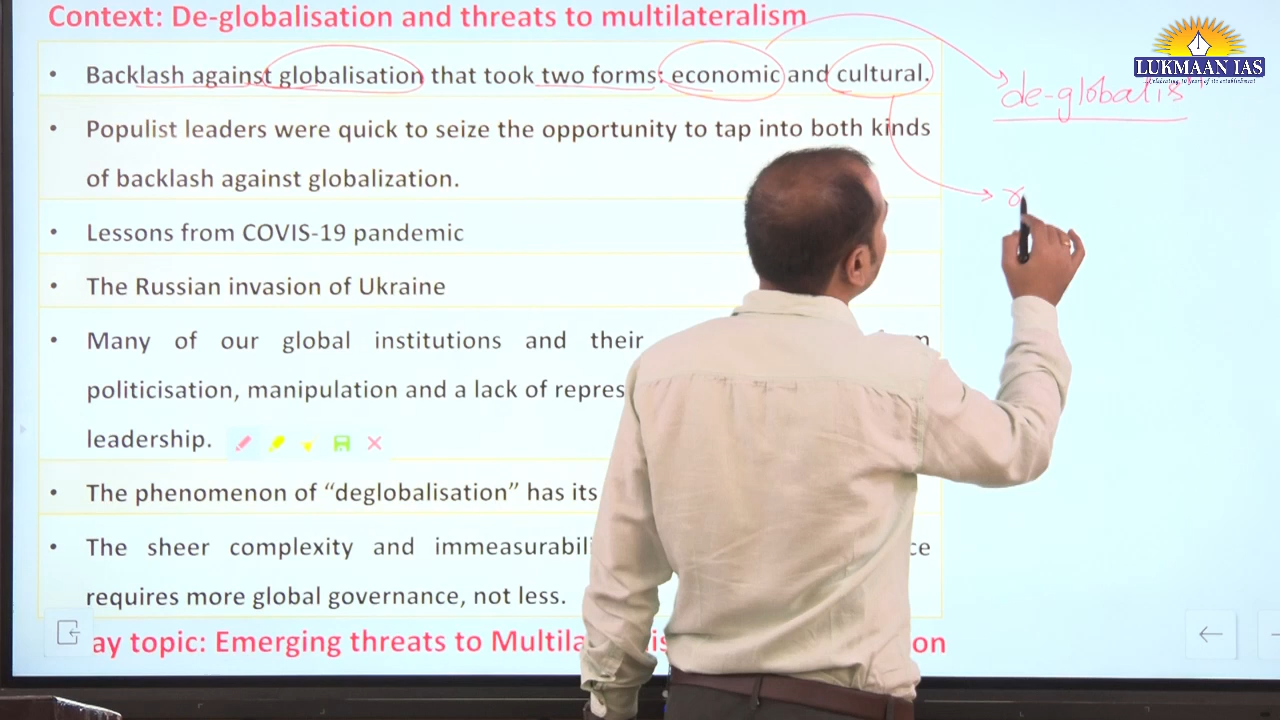 Context: De-globalisation and threats to multilateralism
LUKMAAN IAS
• Backlash against globalisation that took two forms: economic and cultural.
de-globalis
• Populist leaders were quick to seize the opportunity to tap into both kinds
of backlash against globalization.
• Lessons from COVIS-19 pandemic
• The Russian invasion of Ukraine
• Many of our global institutions and their
politicisation, manipulation and a lack of repres
leadership.
• The phenomenon of “deglobalisation” has its
• The sheer complexity and immeasurabili ce
requires more global governance, not less.
ay topic: Emerging threats to Multila is on